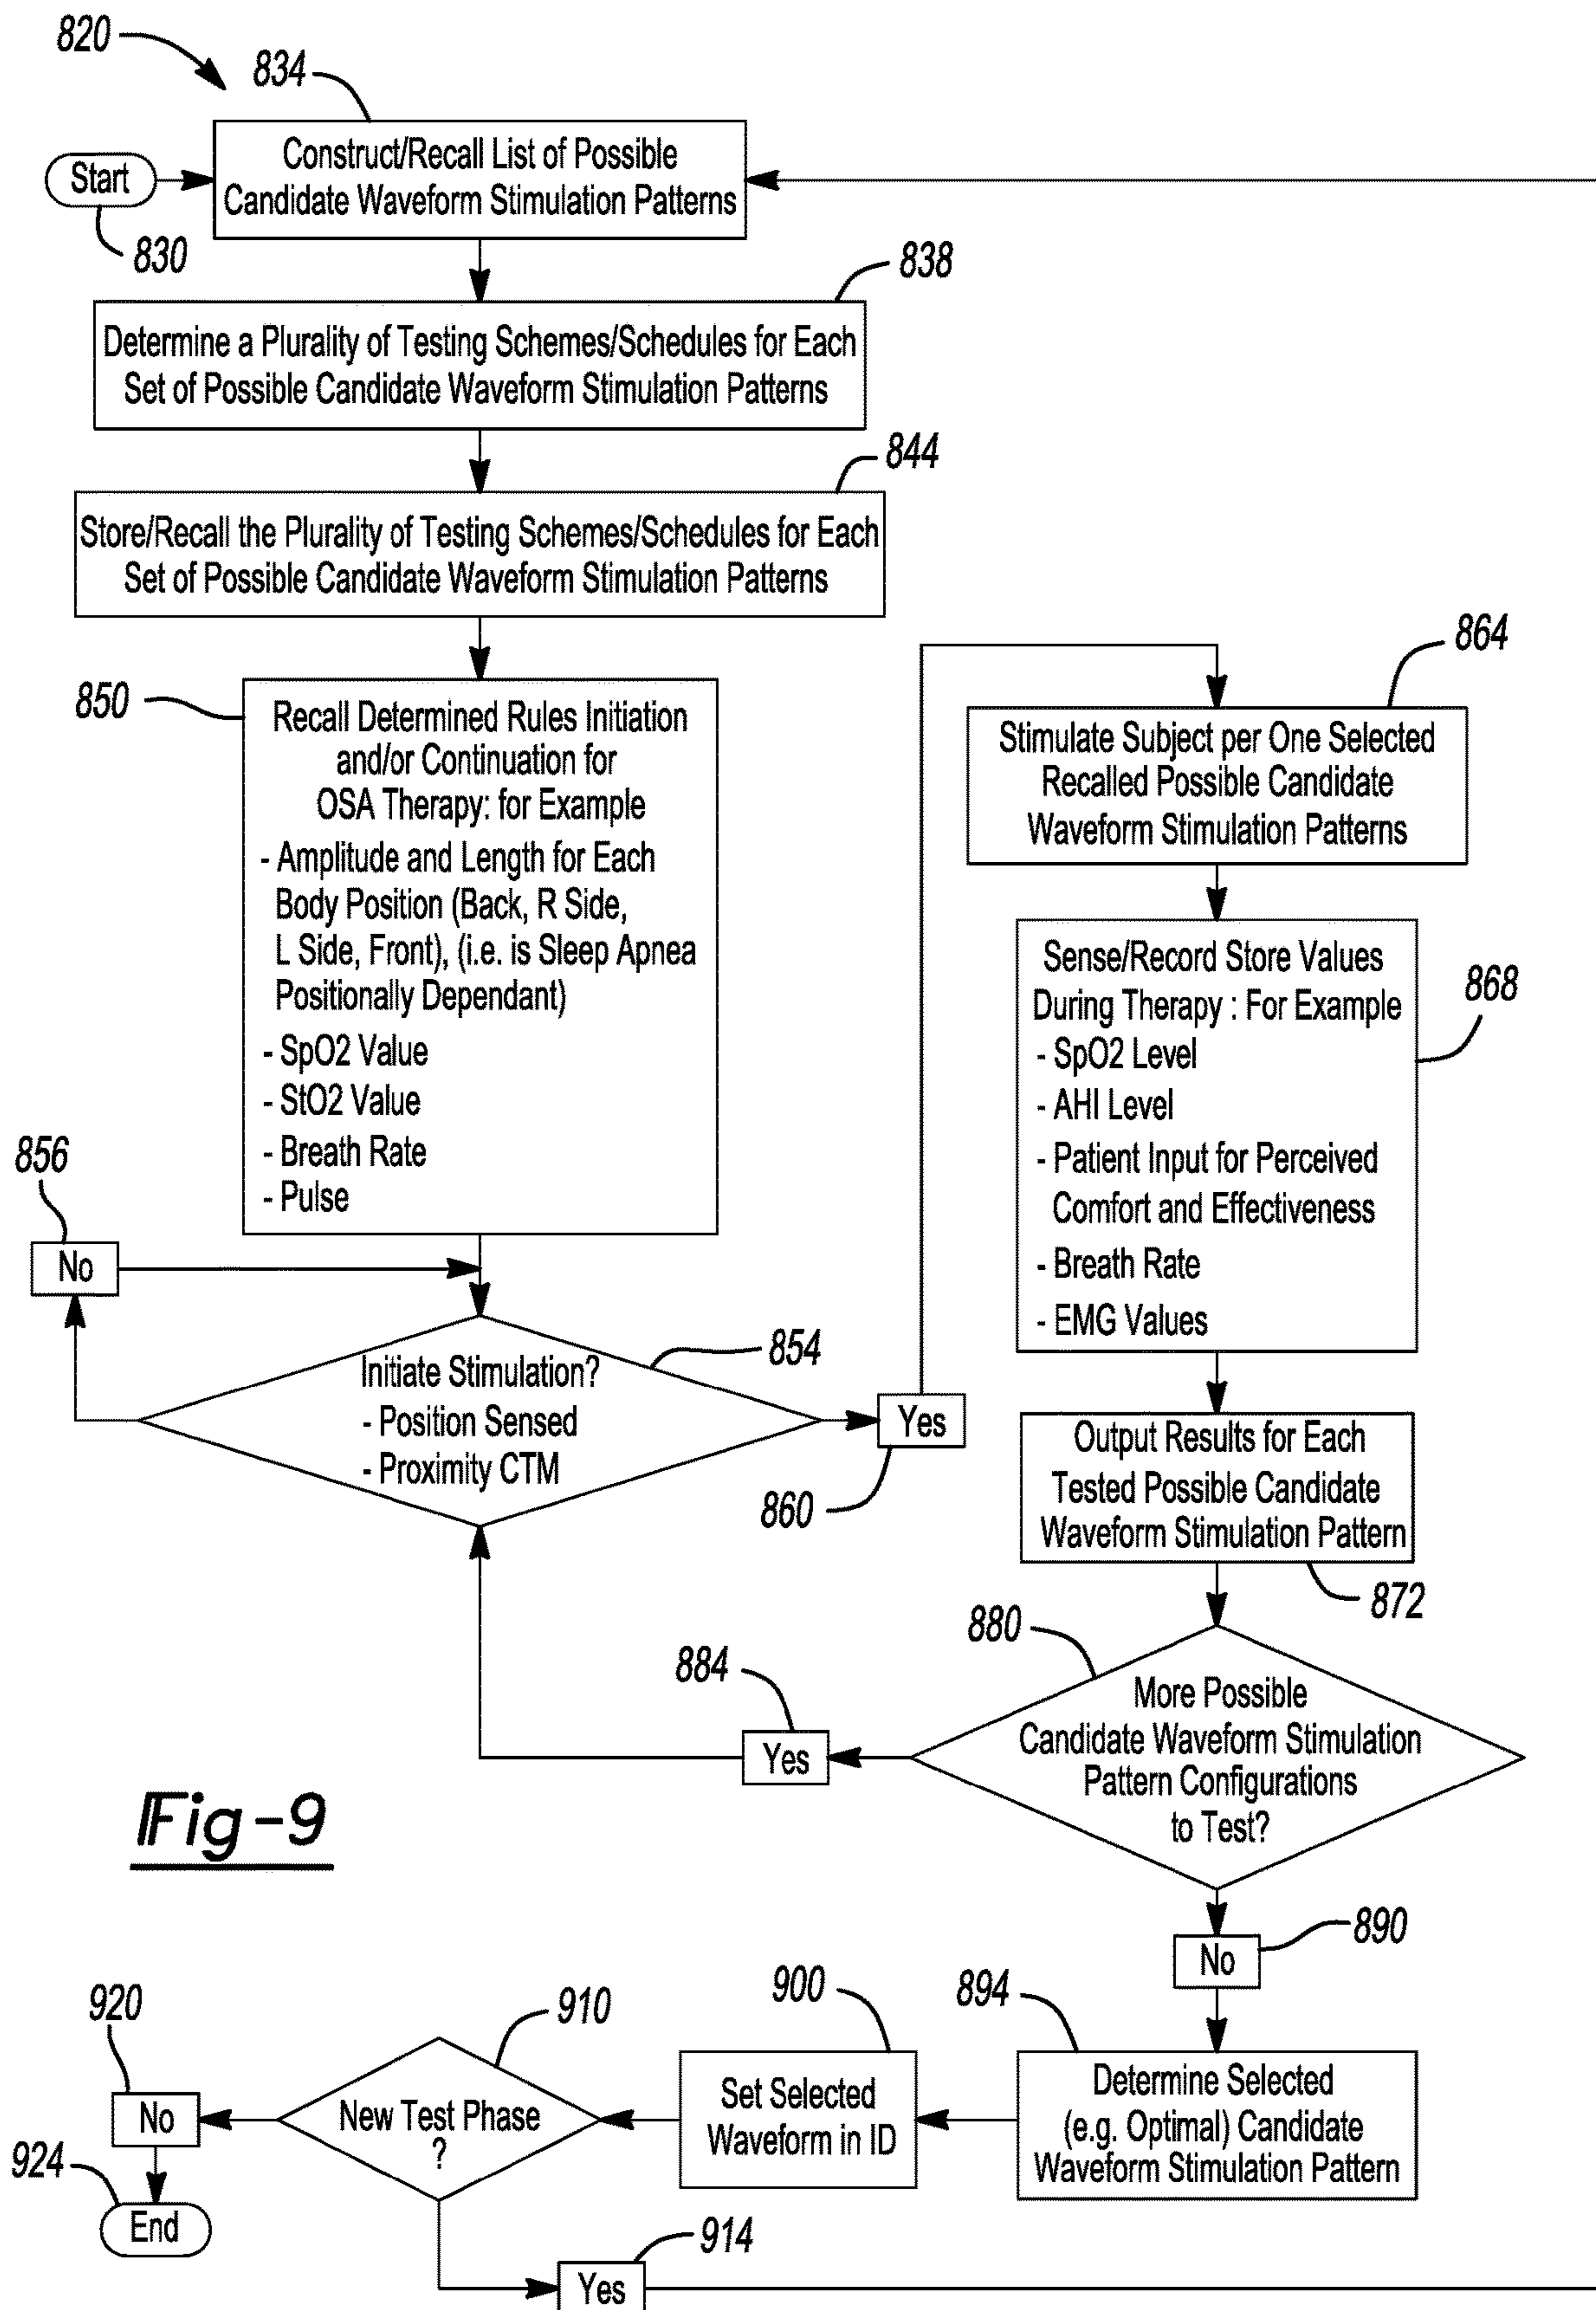 820
834
Start
830
Construct/Recall List of Possible
Candidate Waveform Stimulation Patterns
838
Determine a Plurality of Testing Schemes/Schedules for Each
Set of Possible Candidate Waveform Stimulation Patterns
844
Store/Recall the Plurality of Testing Schemes/Schedules for Each
Set of Possible Candidate Waveform Stimulation Patterns
850
Recall Determined Rules Initiation
and/or Continuation for
OSA Therapy: for Example
- Amplitude and Length for Each
Body Position (Back, R Side,
L Side, Front), (i.e. is Sleep Apnea
Positionally Dependant)
- SpO2 Value
- StO2 Value
- Breath Rate
- Pulse
856
No
854
Initiate Stimulation?
- Position Sensed
- Proximity CTM
Yes
860
864
Stimulate Subject per One Selected
Recalled Possible Candidate
Waveform Stimulation Patterns
868
Sense/Record Store Values
During Therapy : For Example
- SpO2 Level
- AHI Level
- Patient Input for Perceived
Comfort and Effectiveness
- Breath Rate
- EMG Values
Output Results for Each
Tested Possible Candidate
Waveform Stimulation Pattern
872
880
More Possible
Candidate Waveform Stimulation
Pattern Configurations
to Test?
884
Yes
Fig-9
890
No
894
Determine Selected
(e.g. Optimal) Candidate
Waveform Stimulation Pattern
900
Set Selected
Waveform in ID
910
New Test Phase
?
920
No
924
End
914
Yes